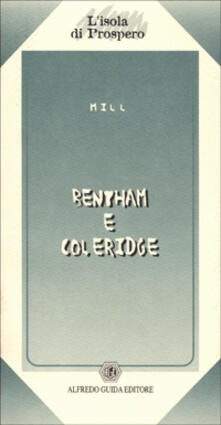 L'isola
di Prospero
MILL
BENTHAM
E
COLERIDGE
ALFREDO GUIDA EDITORE